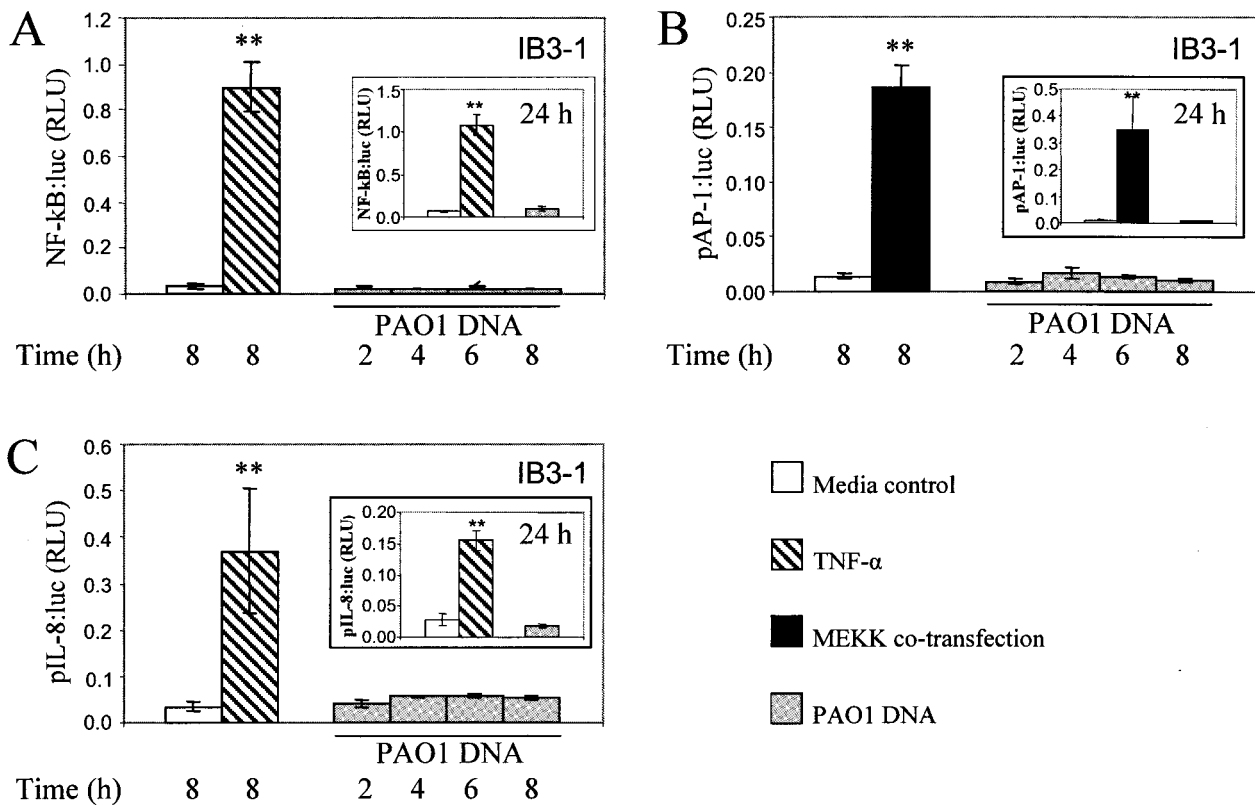 A
NF-kB:luc (RLU)
1.2
1.0
0.8
0.6
0.4
0.2
0.0
**
IB3-1
NF-kB:luc (RLU)
1.5
1.0
0.5
0.0
**
24 h
PAO1 DNA
Time (h) 8 8 2 4 6 8
B
pAP-1:luc (RLU)
0.25
0.20
0.15
0.10
0.05
0.00
**
IB3-1
pAP-1:luc (RLU)
0.5
0.4
0.3
0.2
0.1
0.0
**
24 h
PAO1 DNA
8 8 2 4 6 8
C
pIL-8:luc (RLU)
0.6
0.5
0.4
0.3
0.2
0.1
0.0
**
IB3-1
pIL-8:luc (RLU)
0.20
0.15
0.10
0.05
0.00
**
24 h
PAO1 DNA
Time (h) 8 8 2 4 6 8
Media control
TNF-α
MEKK co-transfection
PAO1 DNA